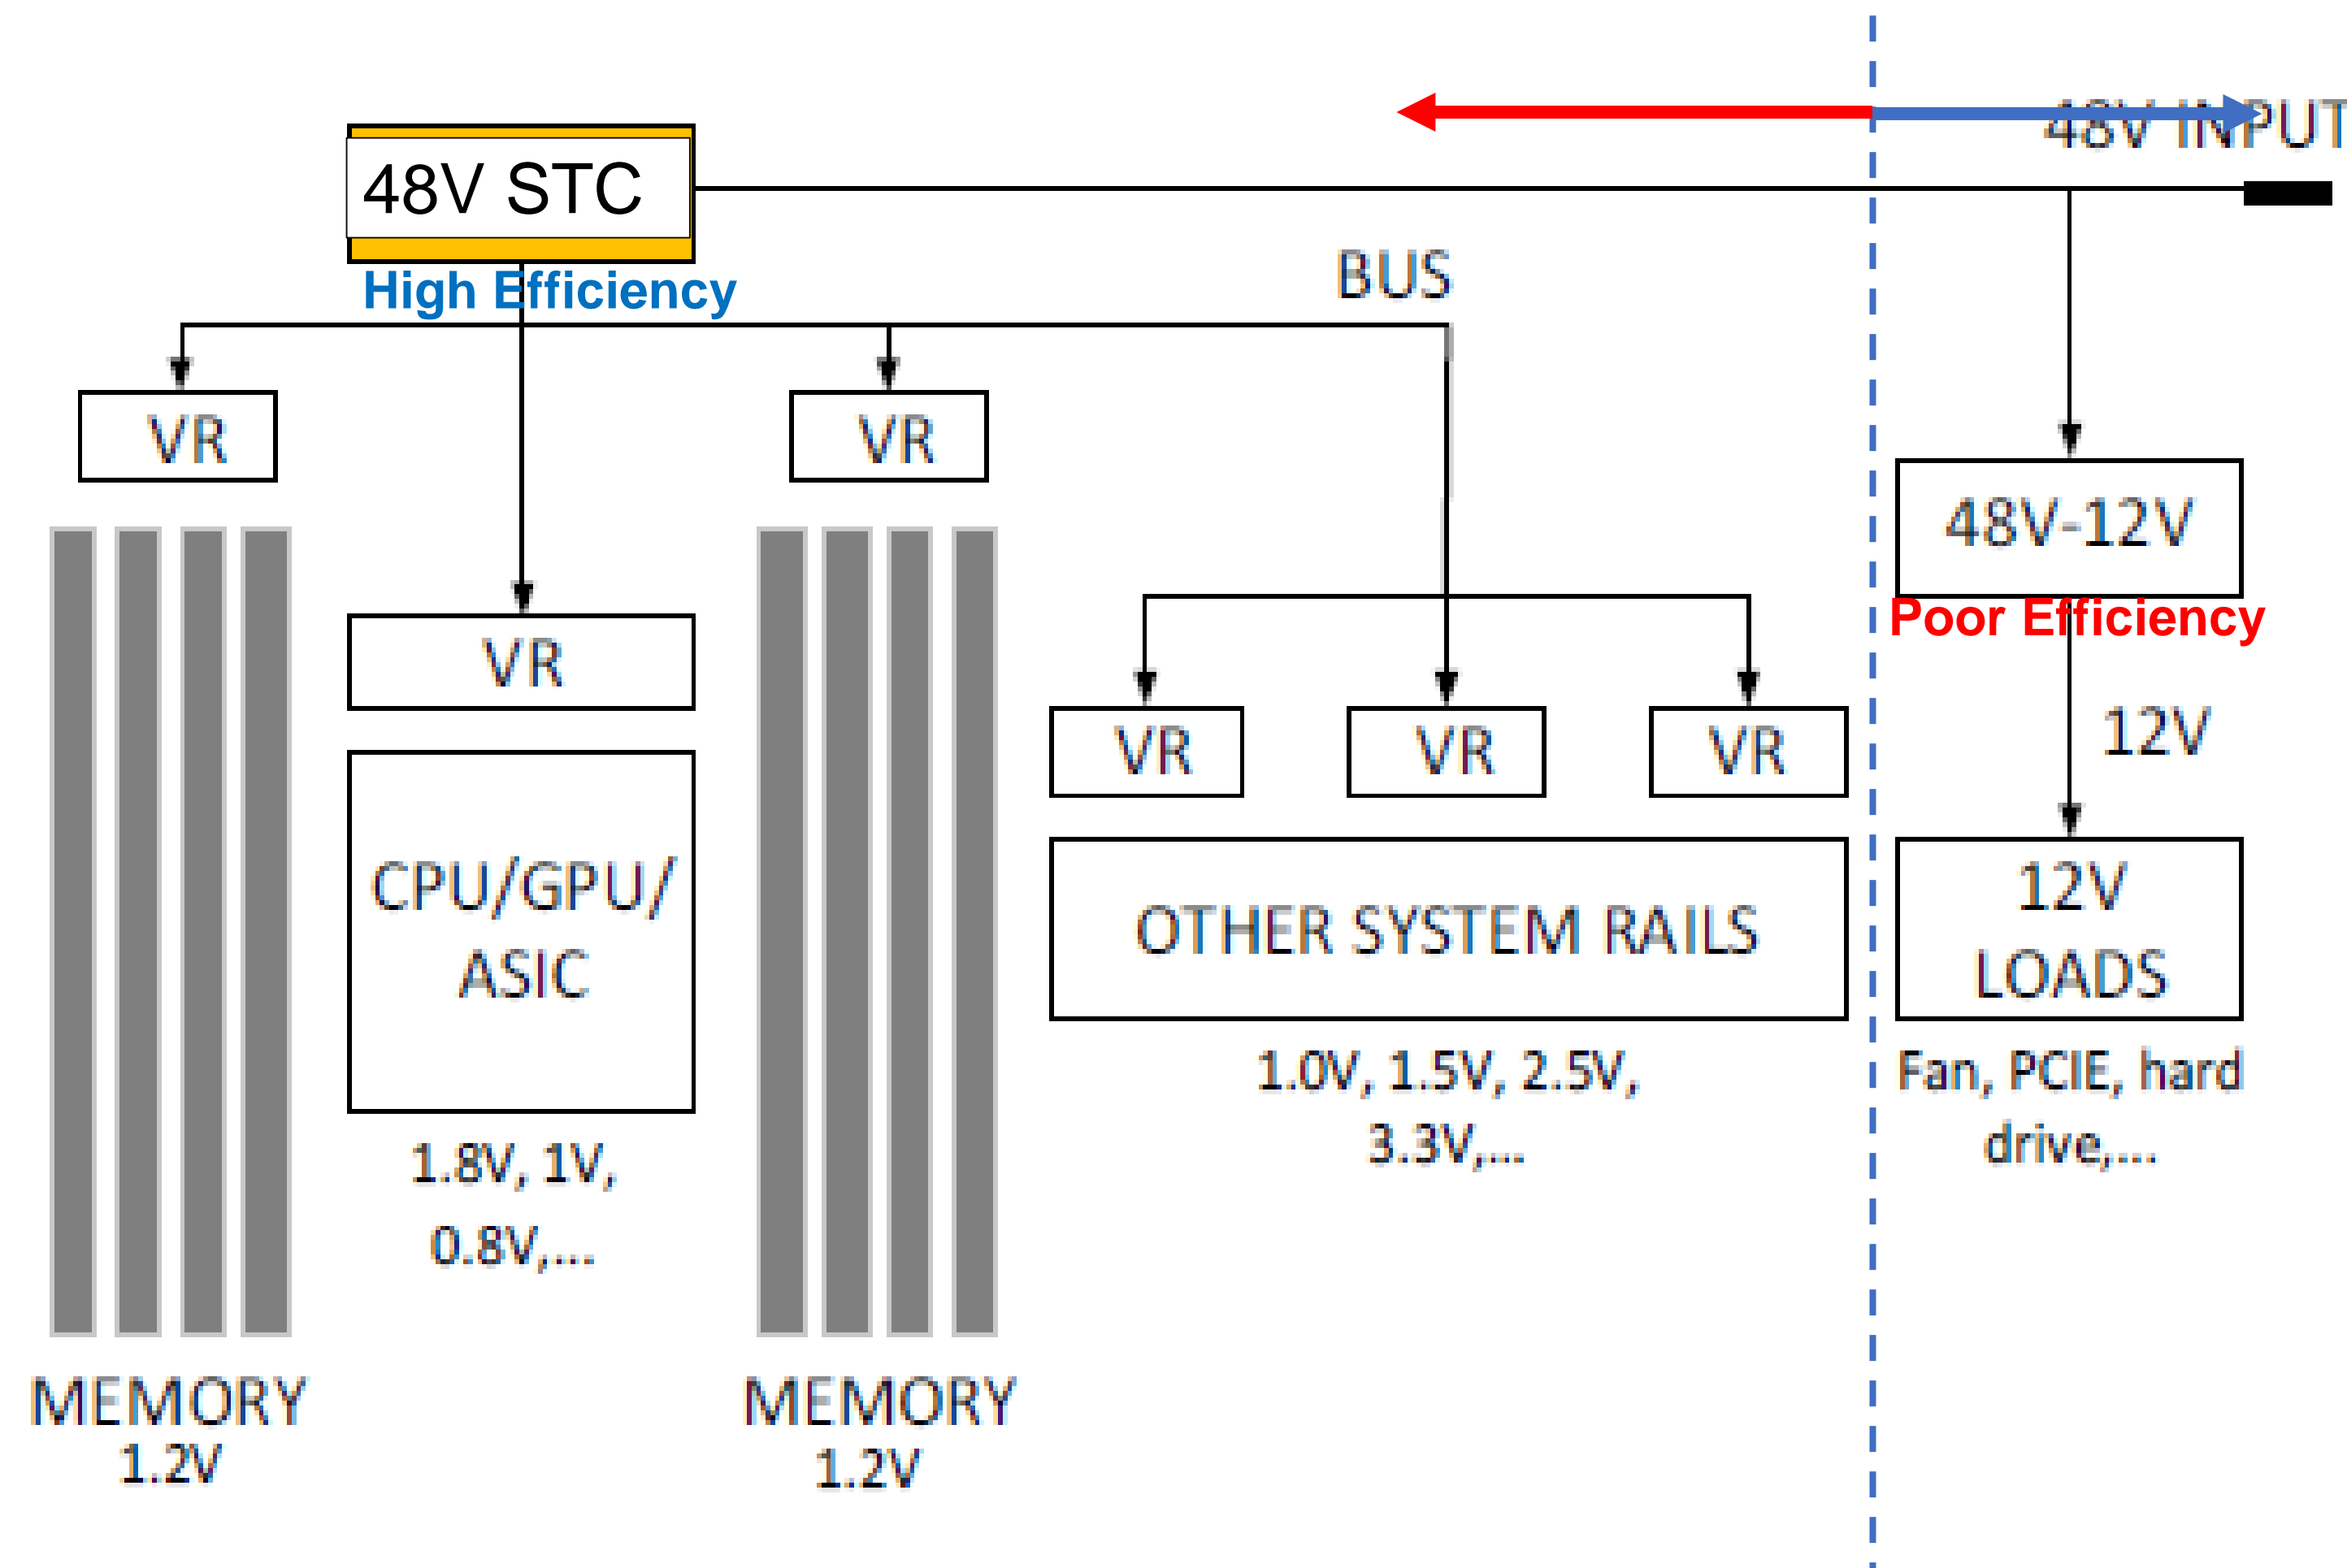 48V INPUT
48V STC
High Efficiency
BUS
VR
VR
48V-12V
Poor Efficiency
VR
VR
VR
VR
12V
CPU/GPU/
ASIC
OTHER SYSTEM RAILS
12V
LOADS
1.0V, 1.5V, 2.5V,
3.3V,...
Fan, PCIE, hard
drive,...
1.8V, 1V,
0.8V,...
MEMORY
1.2V
MEMORY
1.2V